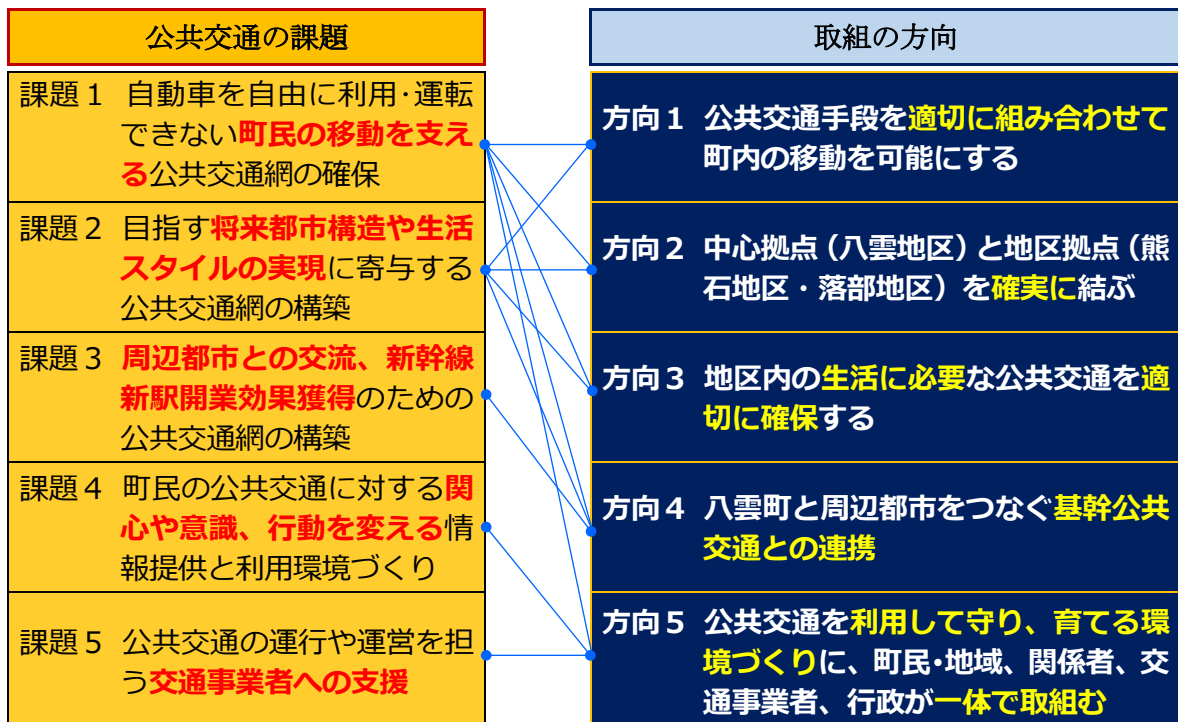 公共交通の課題
課題１ 自動車を自由に利用・運転
できない町民の移動を支え
る公共交通網の確保
課題２ 目指す将来都市構造や生活
スタイルの実現に寄与する
公共交通網の構築
課題３ 周辺都市との交流、新幹線
新駅開業効果獲得のための
公共交通網の構築
課題４ 町民の公共交通に対する関
心や意識、行動を変える情
報提供と利用環境づくり
課題５ 公共交通の運行や運営を担
う交通事業者への支援
取組の方向
方向１ 公共交通手段を適切に組み合わせて
町内の移動を可能にする
方向２ 中心拠点（八雲地区）と地区拠点（熊
石地区・落部地区）を確実に結ぶ
方向３ 地区内の生活に必要な公共交通を適
切に確保する
方向４ 八雲町と周辺都市をつなぐ基幹公共
交通との連携
方向５ 公共交通を利用して守り、育てる環
境づくりに、町民・地域、関係者、交
通事業者、行政が一体で取組む